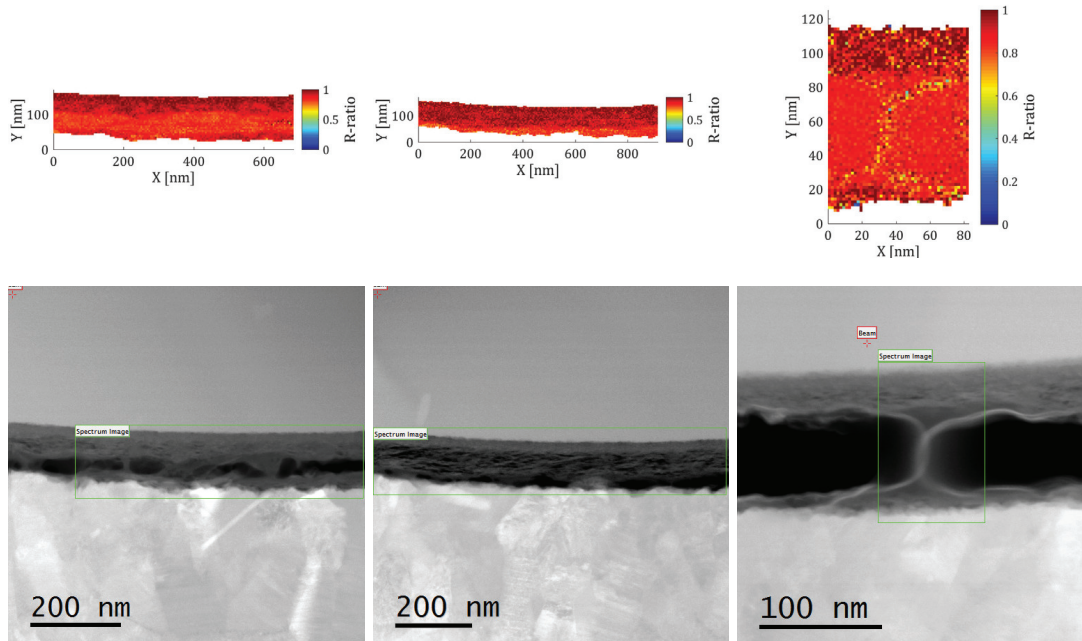 1
100
0.5
0
0
Y [nm]
R-ratio
0 200 400 600
X [nm]
1
100
0.5
0
0
Y [nm]
R-ratio
0 200 400 600 800
X [nm]
120
100
80
60
40
20
0
Y [nm]
0 20 40 60 80
X [nm]
1
0.8
0.6
0.4
0.2
0
R-ratio
Spectrum Image
200 nm
Spectrum Image
200 nm
Beam
Spectrum Image
100 nm